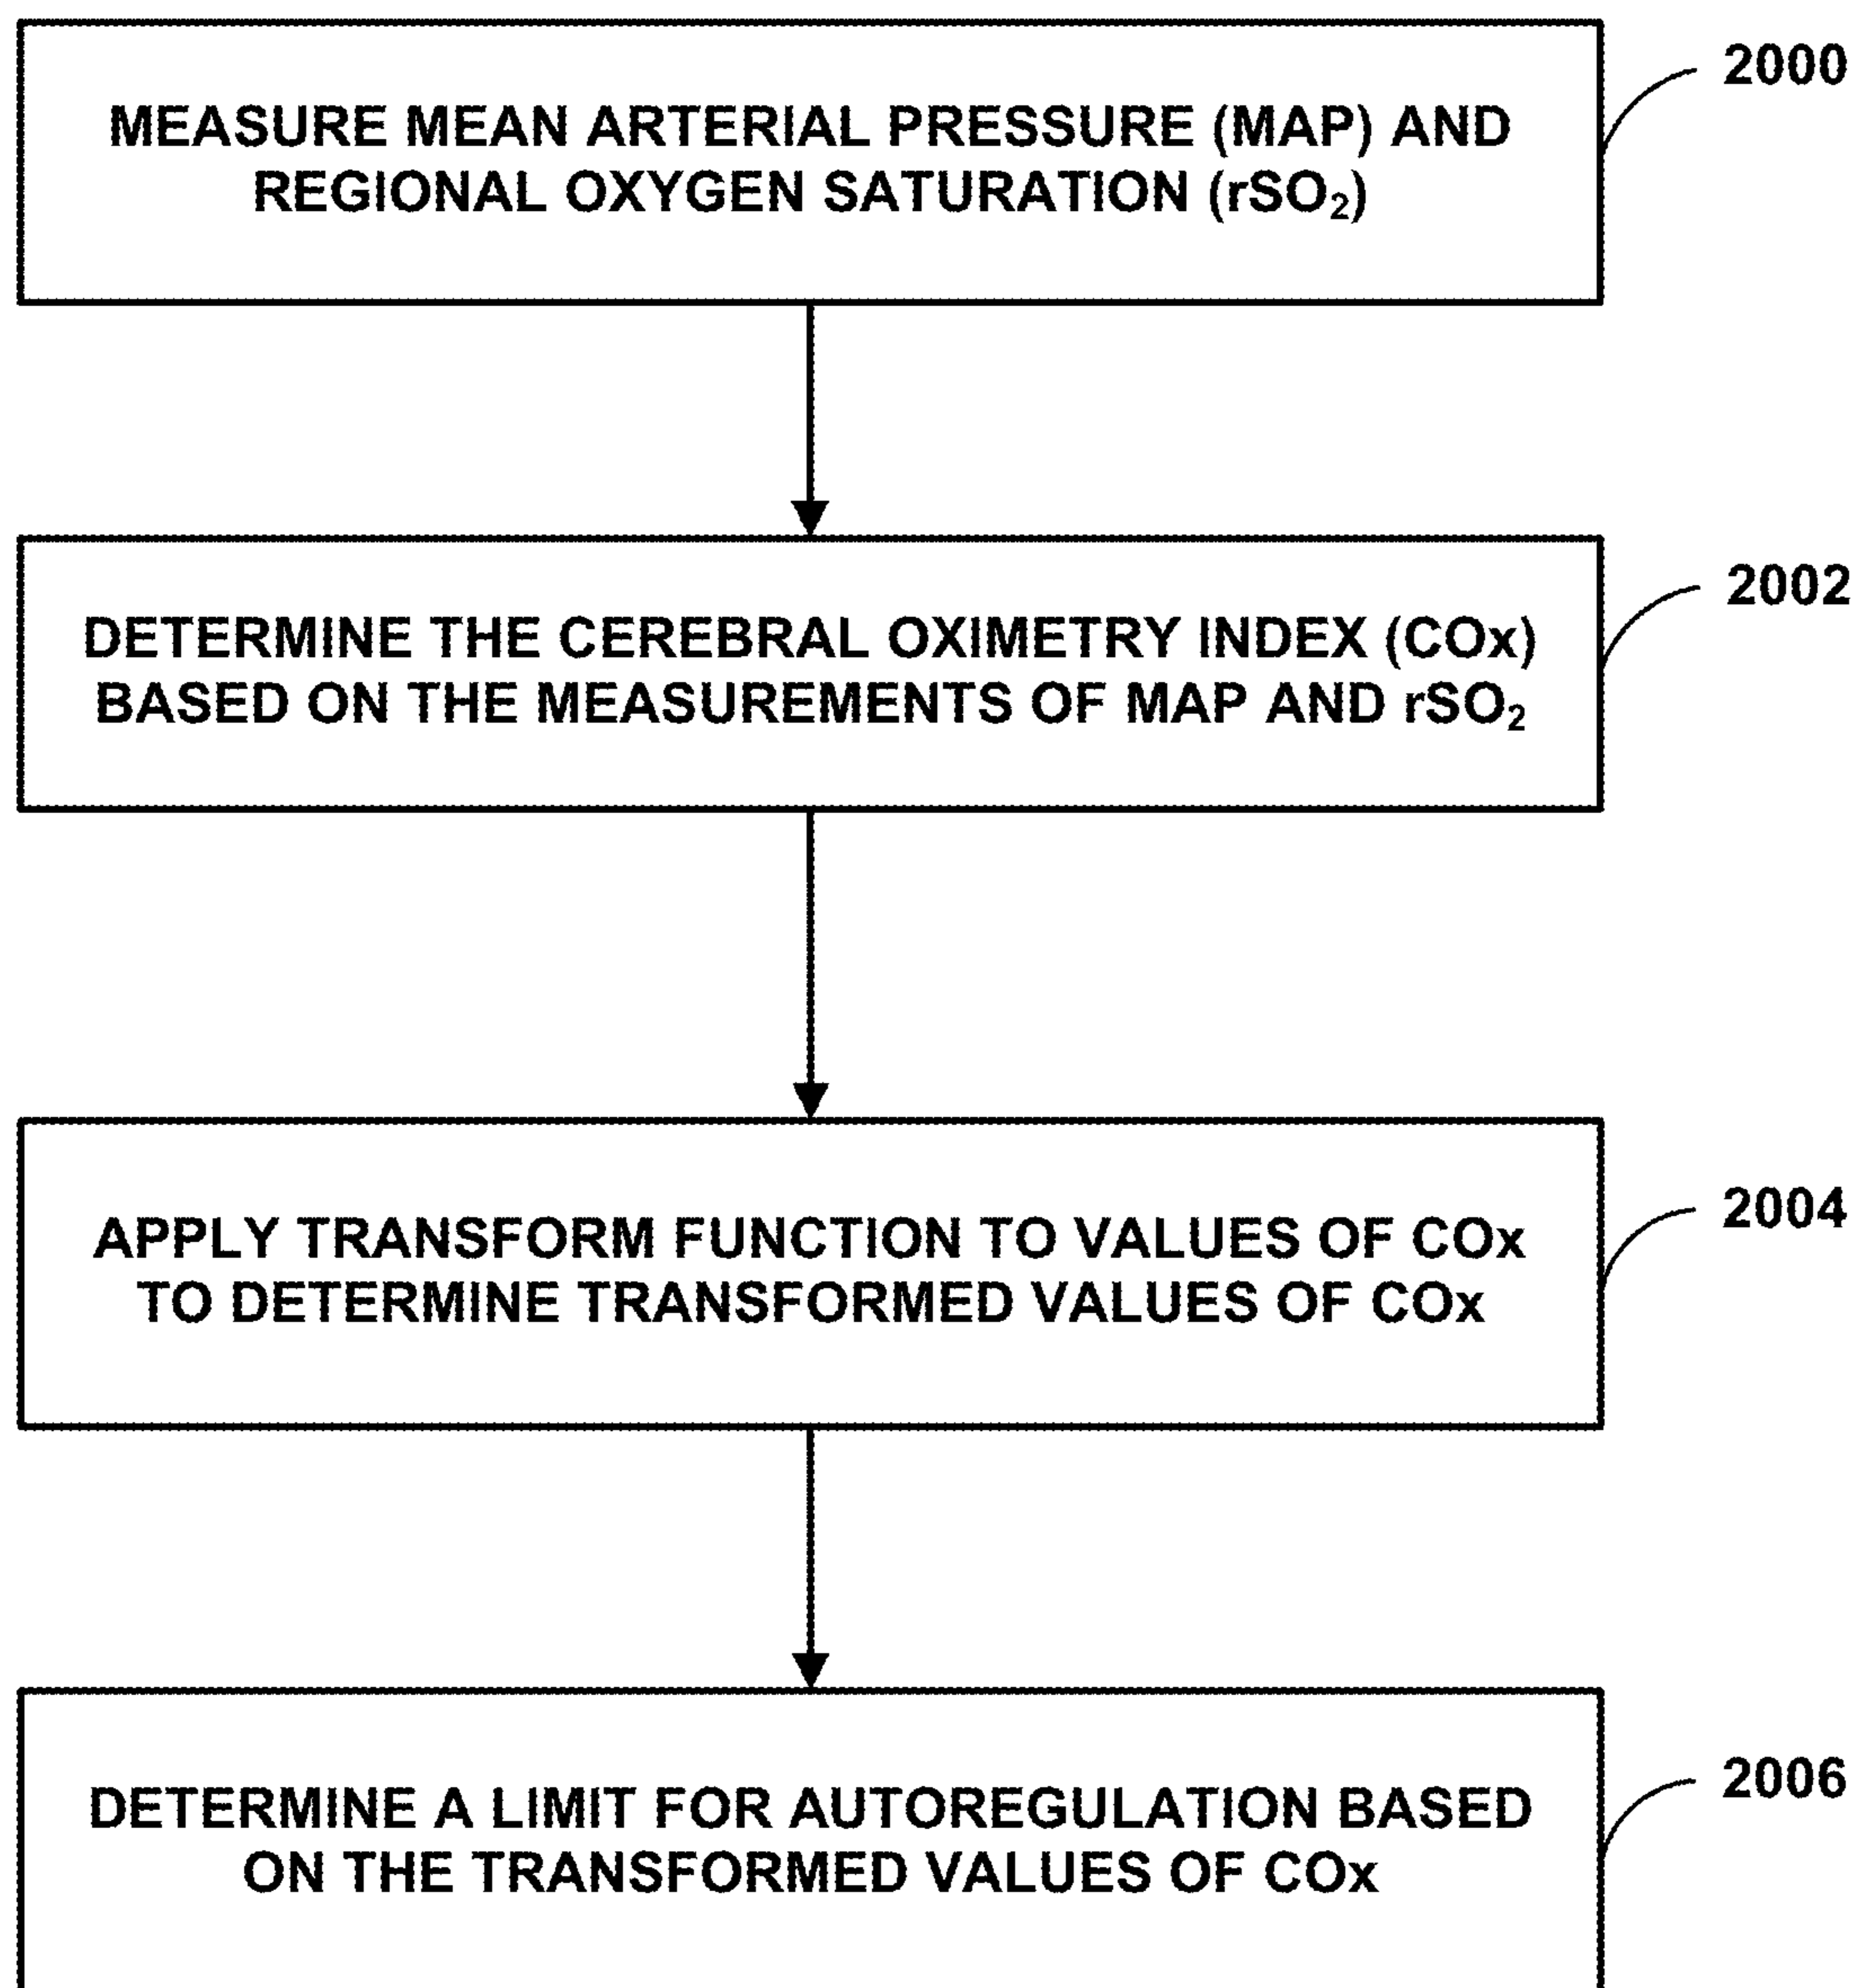 MEASURE MEAN ARTERIAL PRESSURE (MAP) AND
REGIONAL OXYGEN SATURATION (rSO₂)
2000
DETERMINE THE CEREBRAL OXIMETRY INDEX (COx)
BASED ON THE MEASUREMENTS OF MAP AND rSO₂
2002
APPLY TRANSFORM FUNCTION TO VALUES OF COx
TO DETERMINE TRANSFORMED VALUES OF COx
2004
DETERMINE A LIMIT FOR AUTOREGULATION BASED
ON THE TRANSFORMED VALUES OF COx
2006